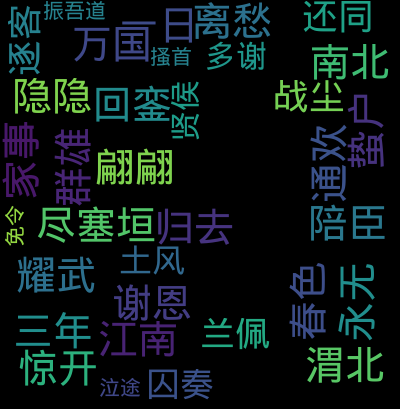 逐客
振吾道
一日
离愁
还同
万国
搔首
多谢
南北
隐隐
回銮
贤侯
战尘
蛰户
家事
群雄
翩翩
通欢
免令
尽塞垣
归去
陪臣
耀武
土风
谢恩
春色
永无
三年
江南
兰佩
惊开
泣途
囚奏
渭北